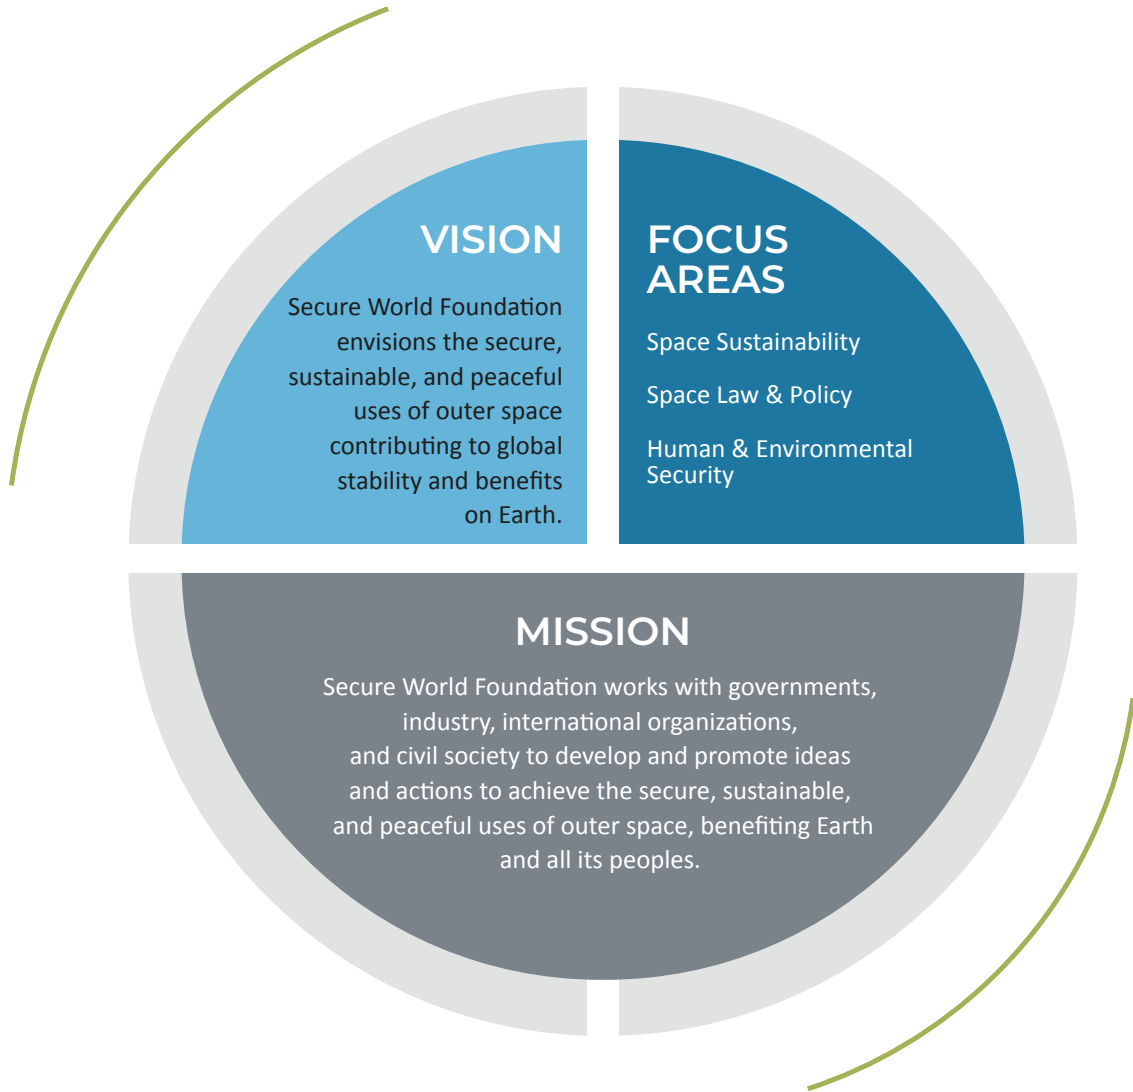 VISION
Secure World Foundation
envisions the secure,
sustainable, and peaceful
uses of outer space
contributing to global
stability and benefits
on Earth.
FOCUS
AREAS
Space Sustainability
Space Law & Policy
Human & Environmental
Security
MISSION
Secure World Foundation works with governments,
industry, international organizations,
and civil society to develop and promote ideas
and actions to achieve the secure, sustainable,
and peaceful uses of outer space, benefiting Earth
and all its peoples.